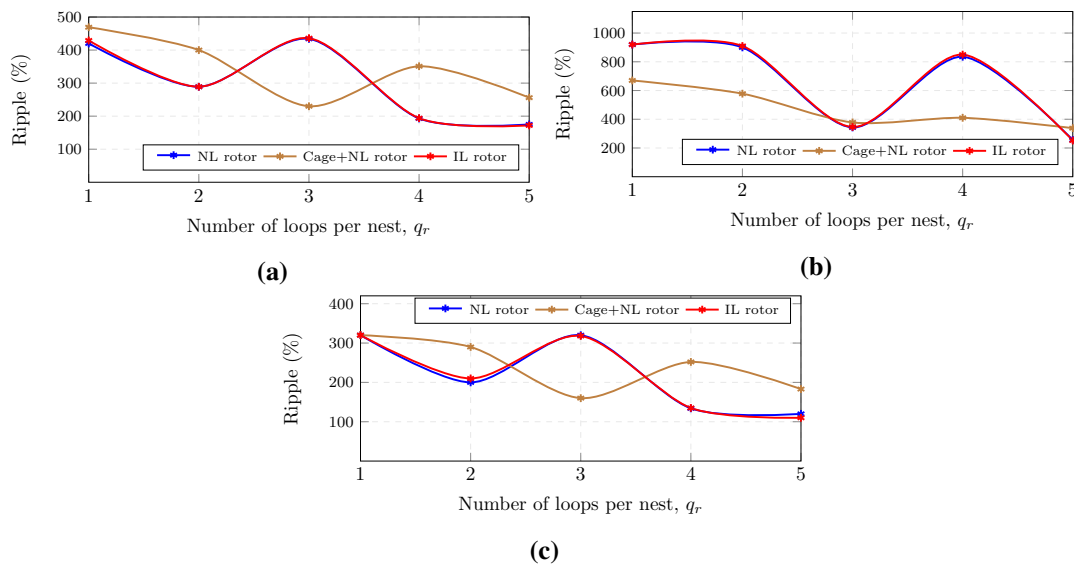 500
400
300
200
100
Ripple (%)
NL rotor Cage+NL rotor IL rotor
1 2 3 4 5
Number of loops per nest, qr
(a)
1000
800
600
400
200
Ripple (%)
NL rotor Cage+NL rotor IL rotor
1 2 3 4 5
Number of loops per nest, qr
(b)
400
300
200
100
Ripple (%)
NL rotor Cage+NL rotor IL rotor
1 2 3 4 5
Number of loops per nest, qr
(c)